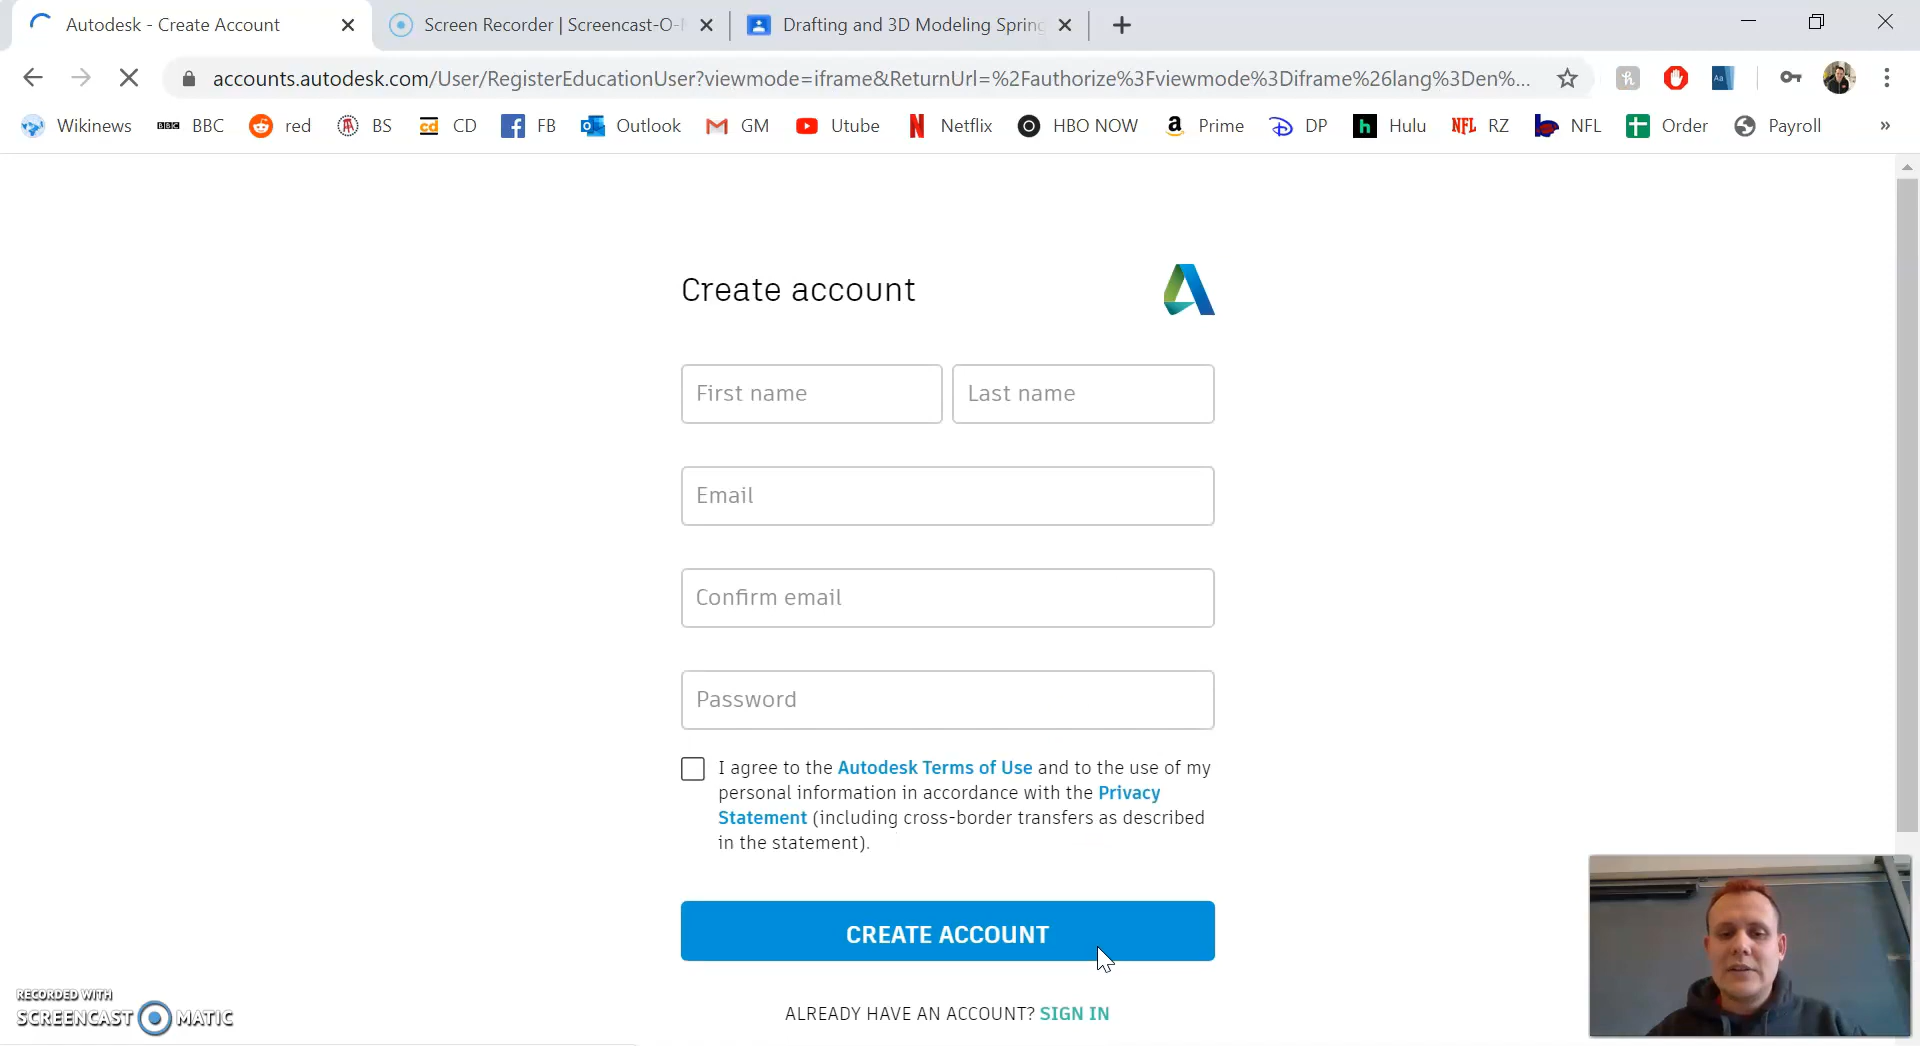 Autodesk - Create Account
Screen Recorder | Screencast-O-
Drafting and 3D Modeling Spring
accounts.autodesk.com/User/RegisterEducationUser?viewmode=iframe&ReturnUrl=%2Fauthorize%3Fviewmode%3Diframe%26lang%3Den%...
Wikinews BBC BBC red BS cd CD FB Outlook GM Utube Netflix HBO NOW Prime DP h Hulu NFL RZ NFL Order Payroll »
Create account
First name Last name
Email
Confirm email
Password
I agree to the Autodesk Terms of Use and to the use of my
personal information in accordance with the Privacy
Statement (including cross-border transfers as described
in the statement).
CREATE ACCOUNT
ALREADY HAVE AN ACCOUNT? SIGN IN
RECORDED WITH
SCREENCAST MATIC